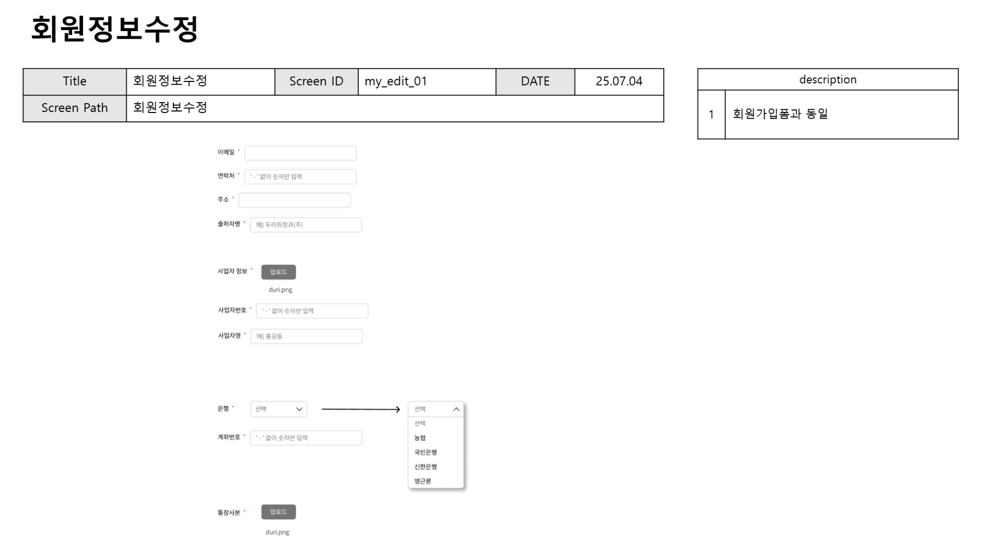 회원정보수정
Title 회원정보수정 Screen ID my_edit_01 DATE 25.07.04
Screen Path 회원정보수정
description
1 회원가입폼과 동일
이메일 *
연락처 * ' - ' 없이 숫자만 입력
주소 *
출하자명 * 예) 두리쥐청과(주)
사업자 정보 * 업로드
duri.png
사업자번호 * ' - ' 없이 숫자만 입력
사업자명 * 에) 홍길동
은행 * 선택 선택
선택
계좌번호 * ' - ' 없이 숫자만 입력 농협
국민은행
신한은행
영근론
통장사본 * 업로드
duri.png